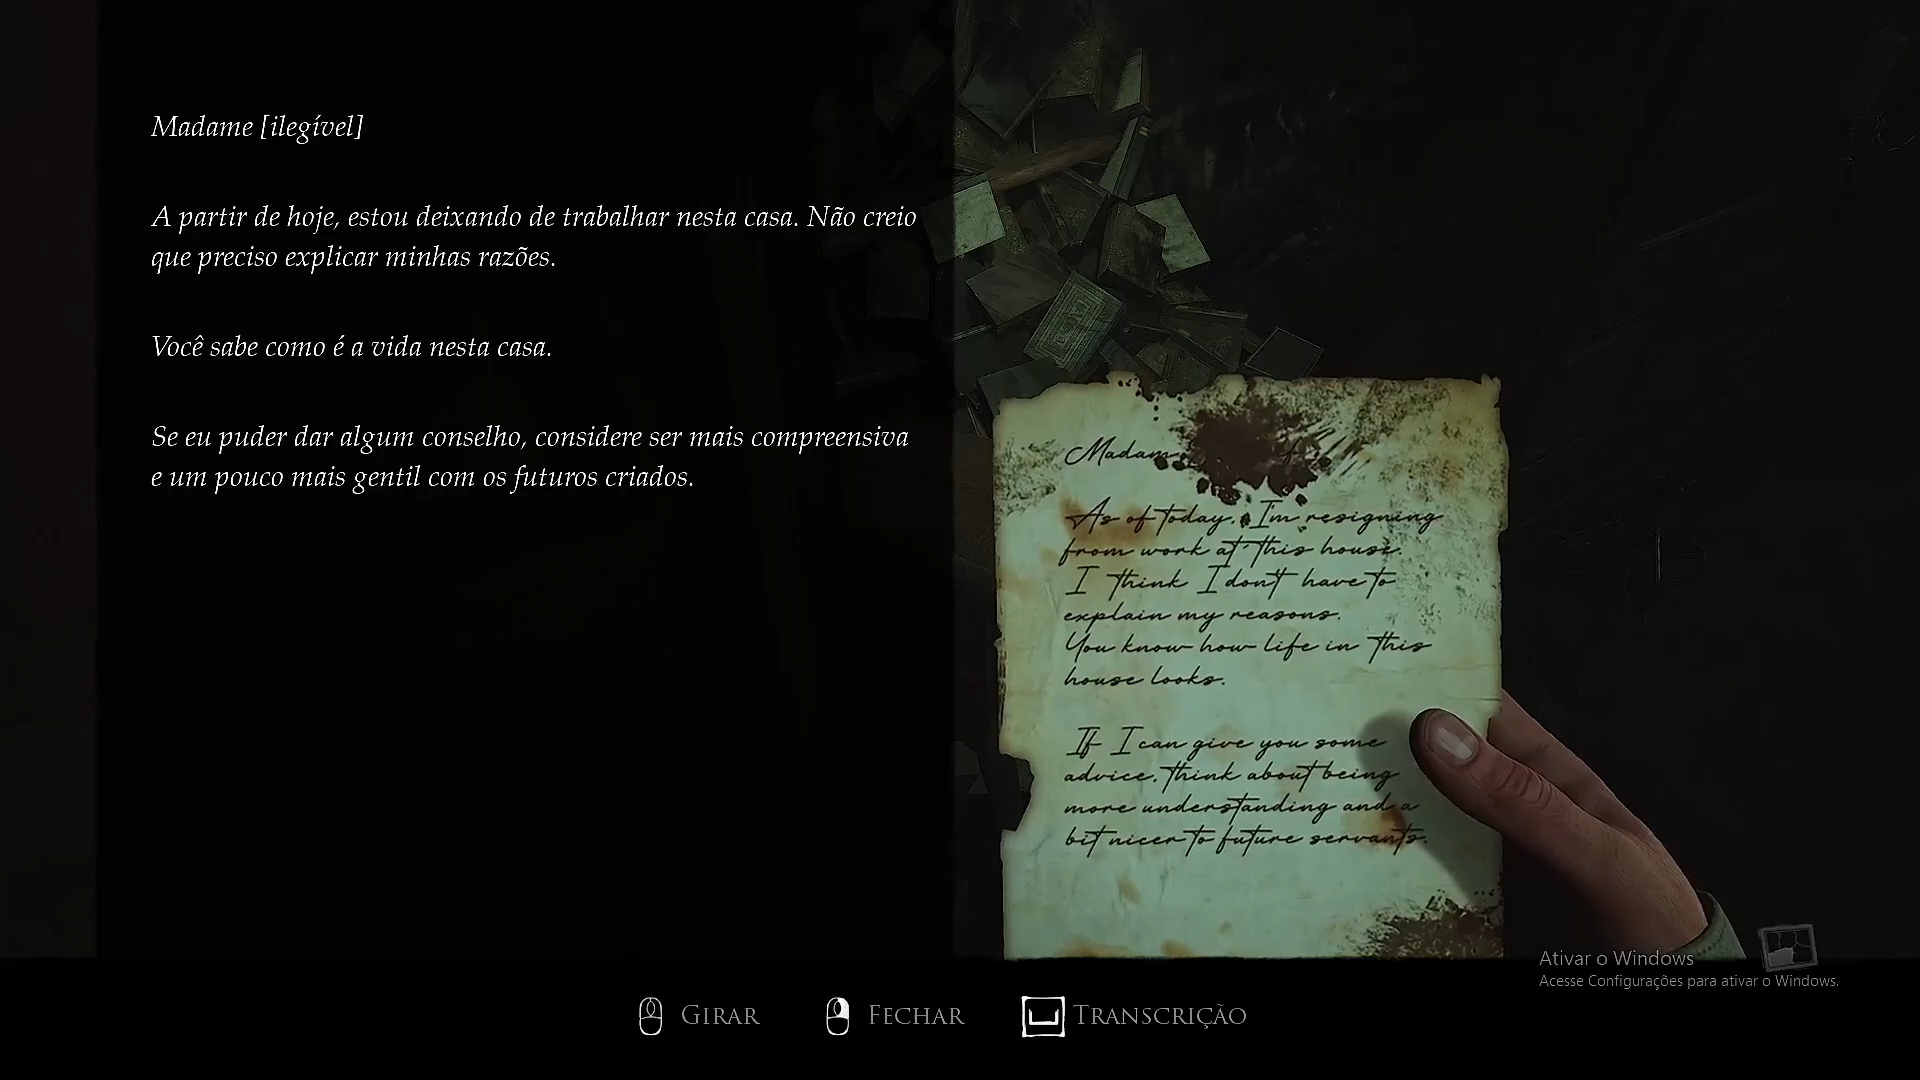 Madame [ilegível]
A partir de hoje, estou deixando de trabalhar nesta casa. Não creio
que preciso explicar minhas razões.
Você sabe como é a vida nesta casa.
Se eu puder dar algum conselho, considere ser mais compreensiva
e um pouco mais gentil com os futuros criados.
Madam
As of today, I'm resigning
from work at this house.
I think I don't have to
explain my reasons.
You know how life in this
house looks.
If I can give you some
advice, think about being
more understanding and a
bit nicer to future servants.
Ativar o Windows
Acesse Configurações para ativar o Windows.
GIRAR
FECHAR
TRANSCRIÇÃO